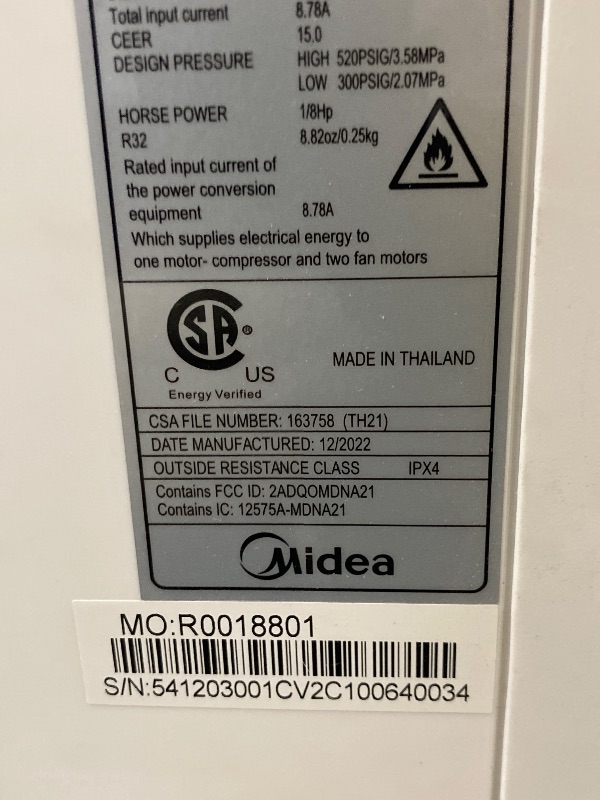 Total input current 8.78A
CEER 15.0
DESIGN PRESSURE HIGH 520PSIG/3.58MPa
LOW 300PSIG/2.07MPa
HORSE POWER 1/8Hp
R32 8.82oz/0.25kg
Rated input current of
the power conversion
equipment 8.78A
Which supplies electrical energy to
one motor- compressor and two fan motors
CSA ®
C US
Energy Verified
MADE IN THAILAND
CSA FILE NUMBER: 163758 (TH21)
DATE MANUFACTURED: 12/2022
OUTSIDE RESISTANCE CLASS IPX4
Contains FCC ID: 2ADQOMDNA21
Contains IC: 12575A-MDNA21
Midea
MO:R0018801
S/N:541203001CV2C100640034